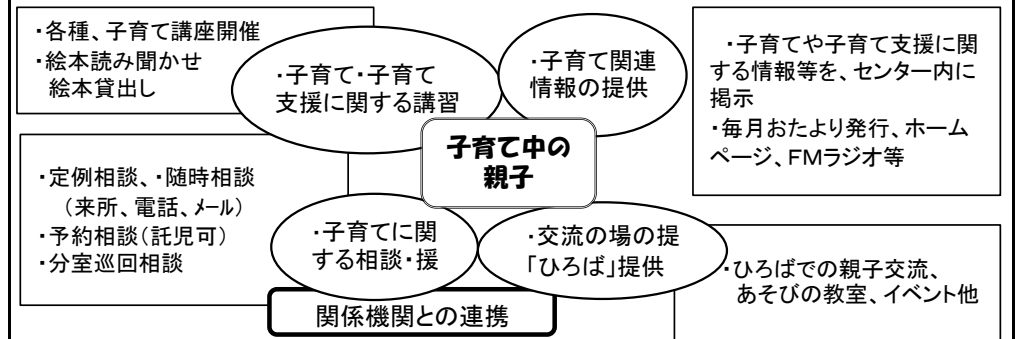 ・各種、子育て講座開催
・絵本読み聞かせ
絵本貸出し
・子育て・子育て
支援に関する講習
・子育て関連
情報の提供
・子育てや子育て支援に関
する情報等を、センター内に
掲示
・毎月おたより発行、ホーム
ページ、FMラジオ等
子育て中の
親子
・定例相談、・随時相談
(来所、電話、メール)
・予約相談(託児可)
・分室巡回相談
・子育てに関
する相談・援
・交流の場の提
「ひろば」提供
・ひろばでの親子交流、
あそびの教室、イベント他
関係機関との連携